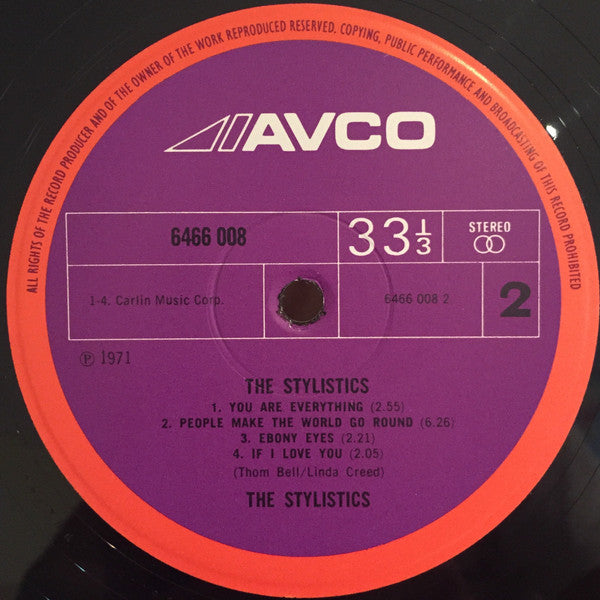 ALL RIGHTS OF THE RECORD PRODUCER AND OF THE OWNER OF THE WORK REPRODUCED RESERVED. COPYING, PUBLIC PERFORMANCE AND BROADCASTING OF THIS RECORD PROHIBITED
AVCO
6466 008
33 1/3
STEREO
1-4. Carlin Music Corp.
6466 008 2
2
℗ 1971
THE STYLISTICS
1. YOU ARE EVERYTHING (2.55)
2. PEOPLE MAKE THE WORLD GO ROUND (6.26)
3. EBONY EYES (2.21)
4. IF I LOVE YOU (2.05)
(Thom Bell/Linda Creed)
THE STYLISTICS